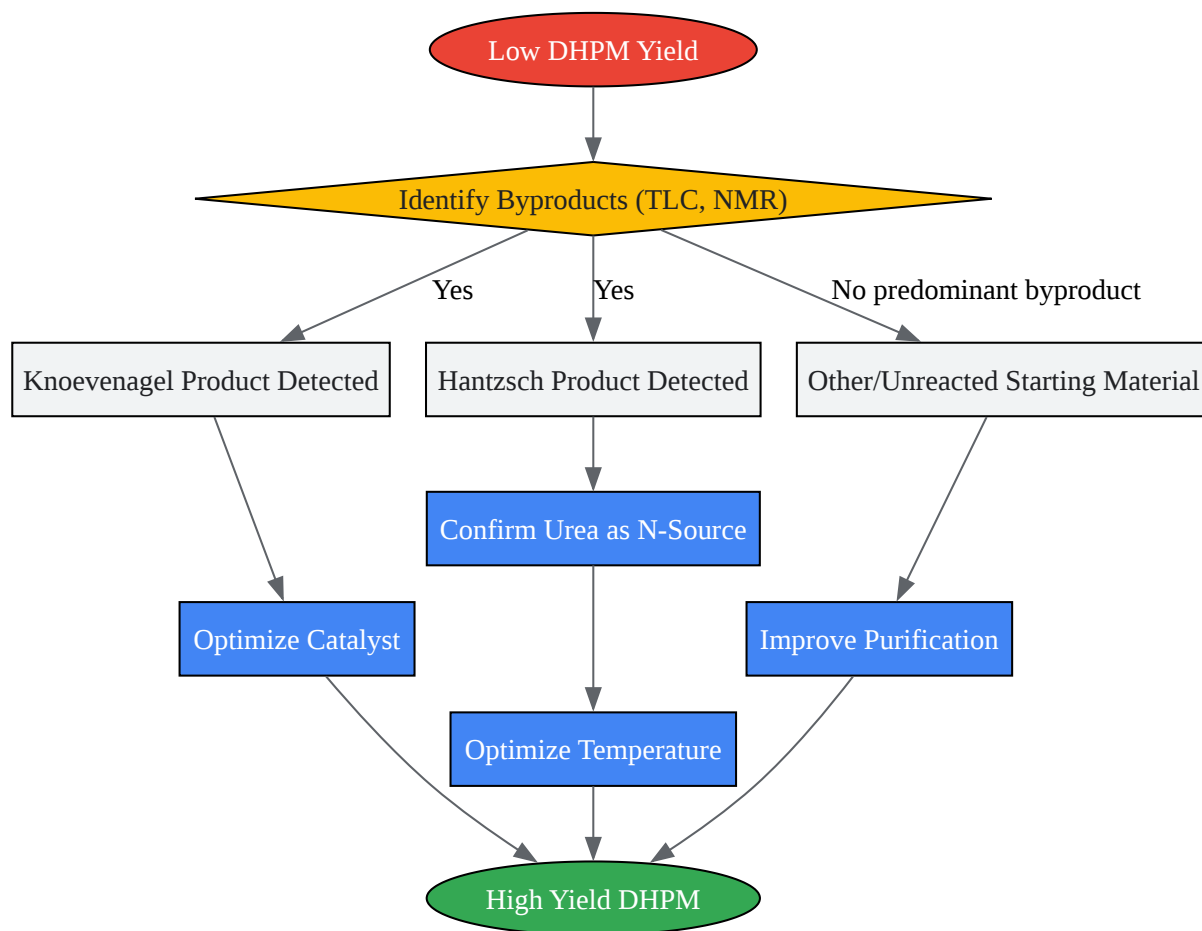 Low DHPM Yield
Identify Byproducts (TLC, NMR)
Yes
Yes
No predominant byproduct
Knoevenagel Product Detected
Hantzsch Product Detected
Other/Unreacted Starting Material
Confirm Urea as N-Source
Optimize Catalyst
Improve Purification
Optimize Temperature
High Yield DHPM